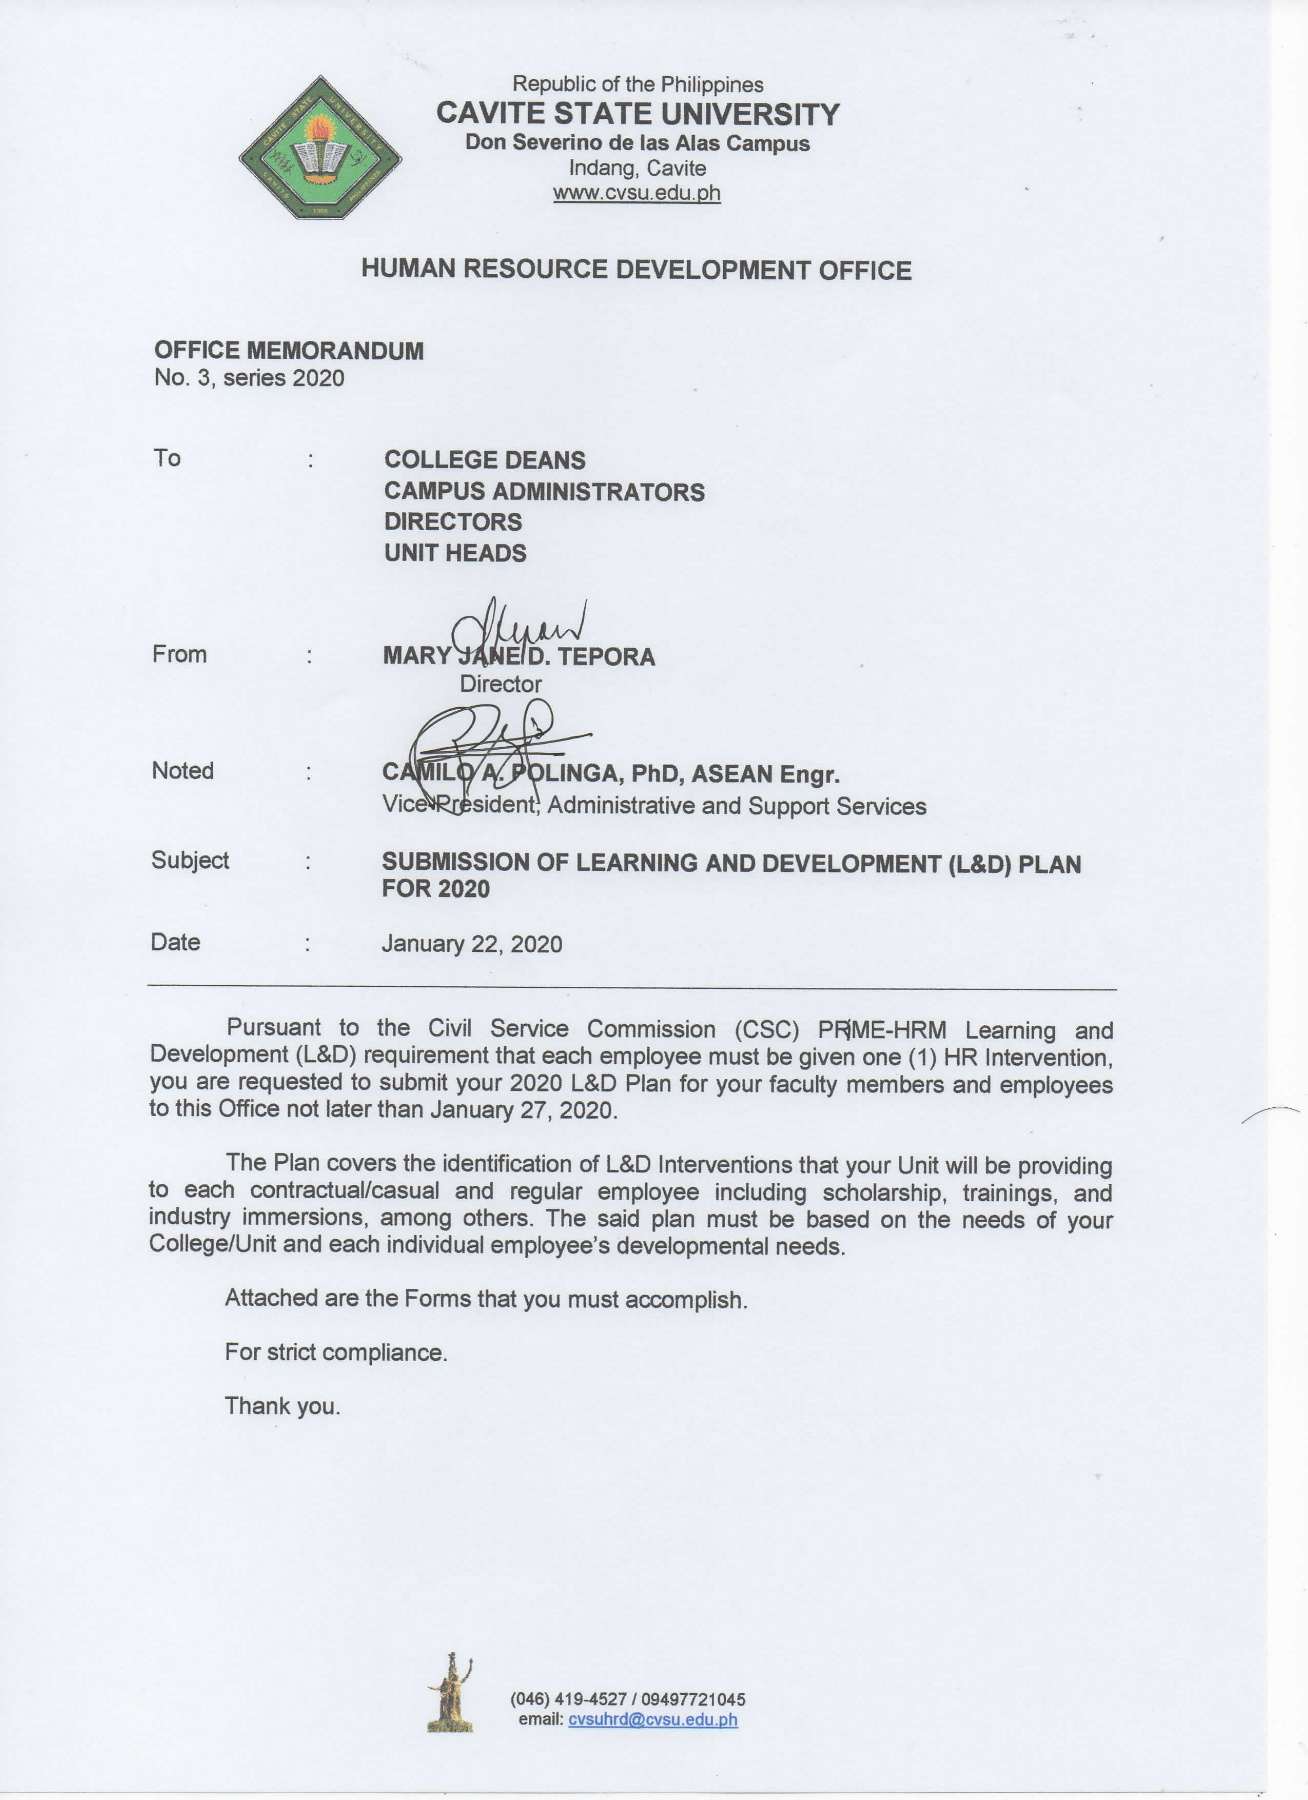 Republic of the Philippines
CAVITE STATE UNIVERSITY
Don Severino de las Alas Campus
Indang, Cavite
www.cvsu.edu.ph
CAVITE STATE UNIVERSITY
CAVITE PHILIPPINES
1906
HUMAN RESOURCE DEVELOPMENT OFFICE
OFFICE MEMORANDUM
No. 3, series 2020
To : COLLEGE DEANS
CAMPUS ADMINISTRATORS
DIRECTORS
UNIT HEADS
From : MARY JANE D. TEPORA
Director
Noted : CAMILO A. POLINGA, PhD, ASEAN Engr.
Vice President, Administrative and Support Services
Subject : SUBMISSION OF LEARNING AND DEVELOPMENT (L&D) PLAN
FOR 2020
Date : January 22, 2020
Pursuant to the Civil Service Commission (CSC) PRIME-HRM Learning and
Development (L&D) requirement that each employee must be given one (1) HR Intervention,
you are requested to submit your 2020 L&D Plan for your faculty members and employees
to this Office not later than January 27, 2020.
The Plan covers the identification of L&D Interventions that your Unit will be providing
to each contractual/casual and regular employee including scholarship, trainings, and
industry immersions, among others. The said plan must be based on the needs of your
College/Unit and each individual employee's developmental needs.
Attached are the Forms that you must accomplish.
For strict compliance.
Thank you.
(046) 419-4527 / 09497721045
email: cvsuhrd@cvsu.edu.ph